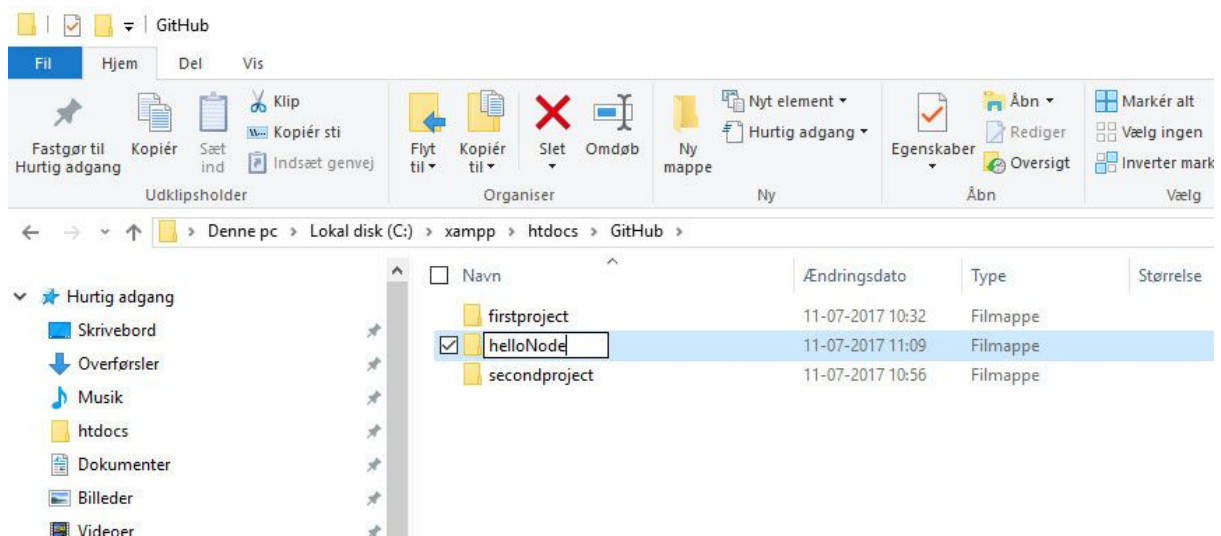 GitHub
Fil Hjem Del Vis
Fastgør til Hurtig adgang
Kopiér
Sæt ind
Klip
Kopiér sti
Indsæt genvej
Udklipsholder
Flyt til
Kopiér til
Slet
Omdøb
Organiser
Ny mappe
Nyt element
Hurtig adgang
Ny
Egenskaber
Åbn
Rediger
Oversigt
Åbn
Markér alt
Vælg ingen
Inverter mark
Vælg
Denne pc > Lokal disk (C:) > xampp > htdocs > GitHub >
Hurtig adgang
Skrivebord
Overførsler
Musik
htdocs
Dokumenter
Billeder
Videoer
Navn Ændringsdato Type Størrelse
firstproject 11-07-2017 10:32 Filmappe
helloNode 11-07-2017 11:09 Filmappe
secondproject 11-07-2017 10:56 Filmappe